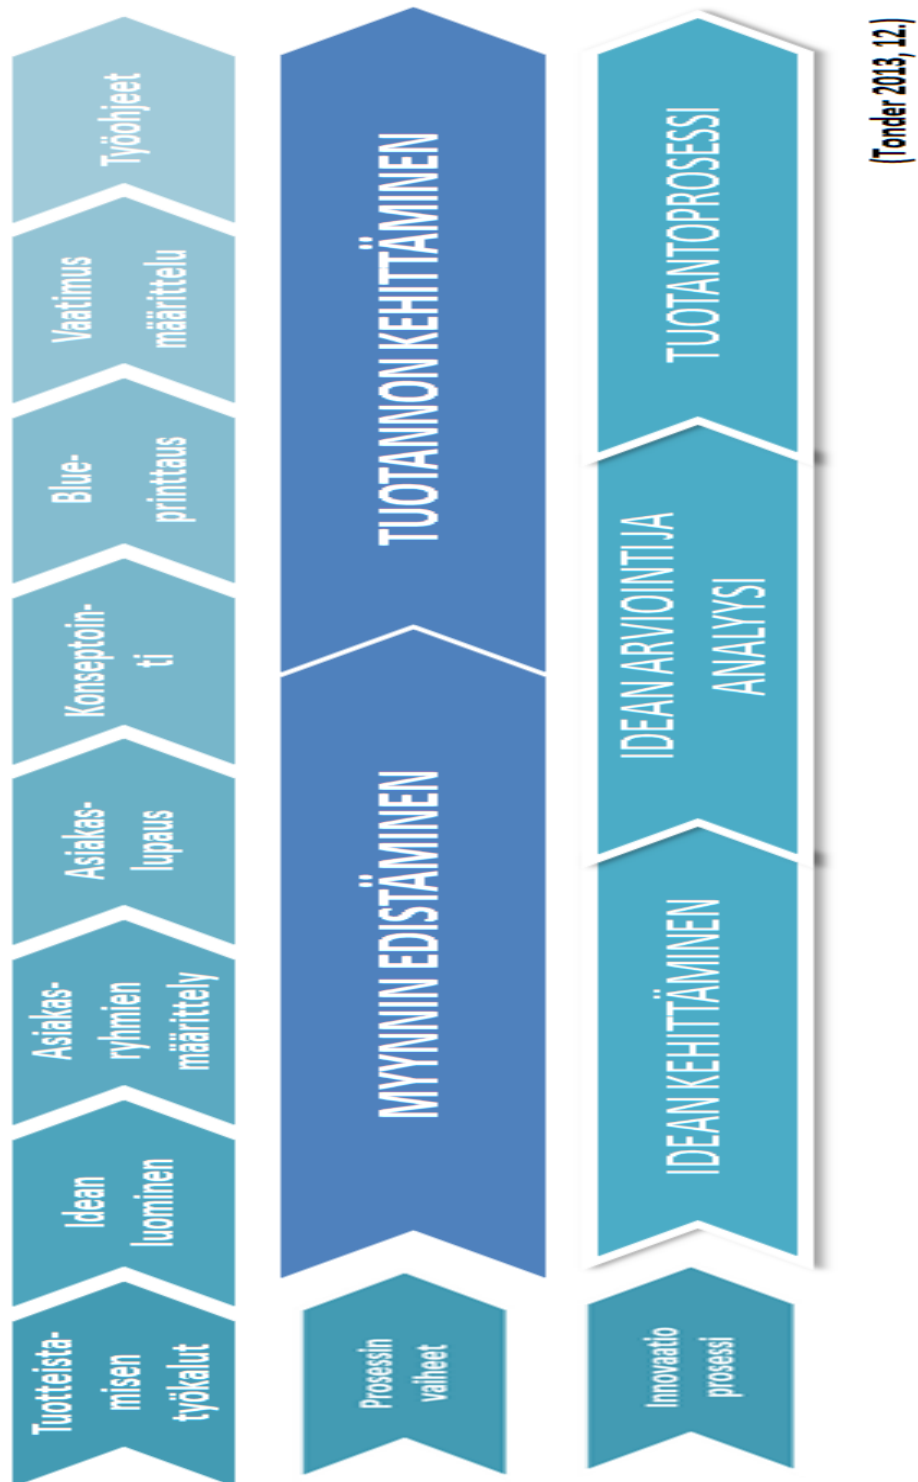 Tuotteista-
misen
työkalut
Idean
luominen
Asiakas-
ryhmien
määrittely
Asiakas-
lupaus
Konseptoin-
ti
Blue-
printtaus
Vaatimus
määrittelu
Työohjeet
Prosessin
vaiheet
MYYNNIN EDISTÄMINEN
TUOTANNON KEHITTÄMINEN
Innovaatio
prosessi
IDEAN KEHITTÄMINEN
IDEAN ARVIOINTI JA
ANALYYSI
TUOTANTOPROSESSI
(Tonder 2013, 12.)